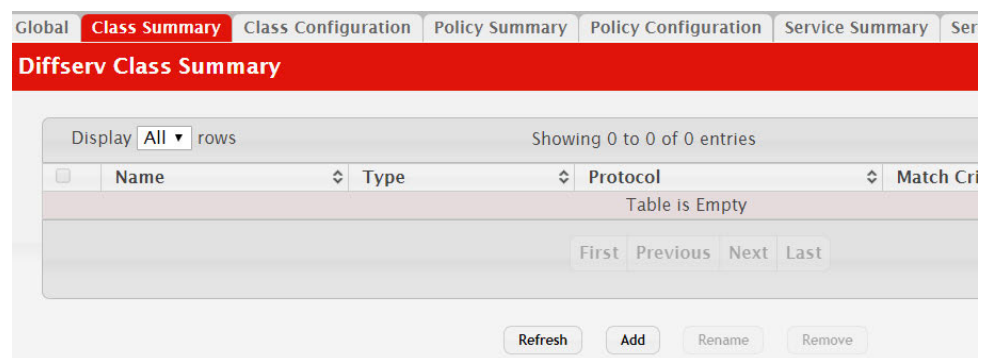 Global Class Summary Class Configuration Policy Summary Policy Configuration Service Summary
Diffserv Class Summary
Display All rows Showing 0 to 0 of 0 entries
Name Type Protocol Match
Table is Empty
First Previous Next Last
Refresh Add Rename Remove